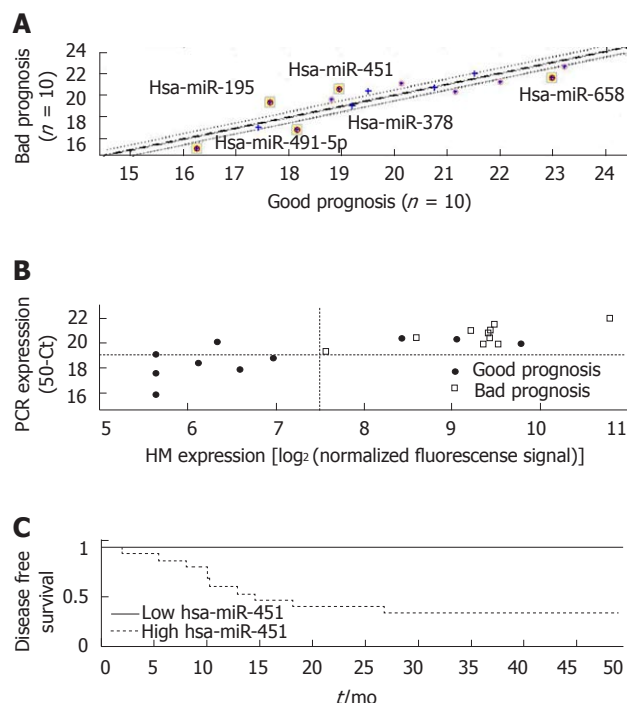 A
Bad prognosis
(n = 10)
24
22
20
18
16
Hsa-miR-195
Hsa-miR-451
Hsa-miR-658
Hsa-miR-378
Hsa-miR-491-5p
15 16 17 18 19 20 21 22 23 24
Good prognosis (n = 10)
B
PCR expresssion
(50-Ct)
22
20
18
16
Good prognosis
Bad prognosis
5 6 7 8 9 10 11
HM expression [log2 (normalized fluorescense signal)]
C
Disease free
survival
1
0.5
0
Low hsa-miR-451
High hsa-miR-451
0 5 10 15 20 25 30 35 40 45 50
t/mo